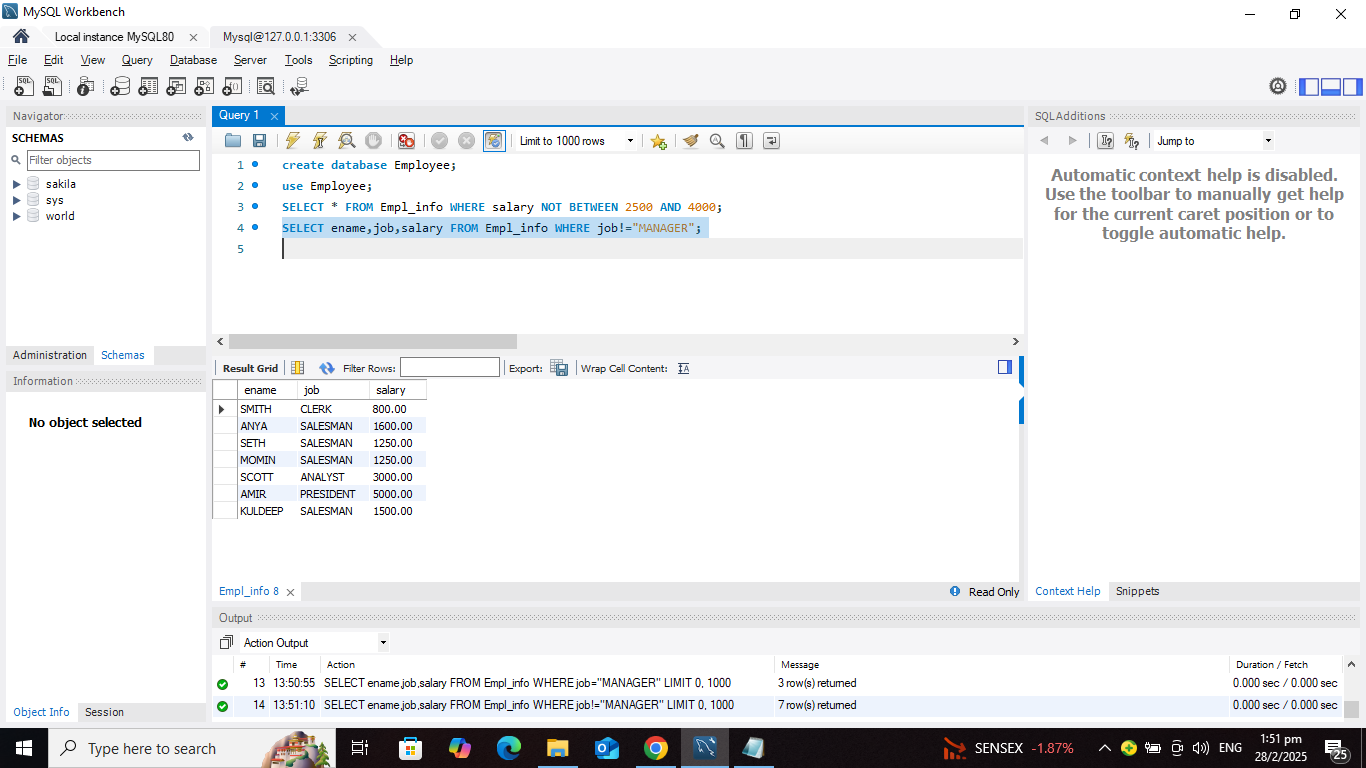 MySQL Workbench
Local instance MySQL80 Mysql@127.0.0.1:3306
File Edit View Query Database Server Tools Scripting Help
Navigator
SCHEMAS
Filter objects
sakila
sys
world
Administration Schemas
Information
No object selected
Object Info Session
Query 1
Limit to 1000 rows
1 create database Employee;
2 use Employee;
3 SELECT * FROM Empl_info WHERE salary NOT BETWEEN 2500 AND 4000;
4 SELECT ename,job,salary FROM Empl_info WHERE job!="MANAGER";
5
Result Grid Filter Rows: Export: Wrap Cell Content:
ename job salary
SMITH CLERK 800.00
ANYA SALESMAN 1600.00
SETH SALESMAN 1250.00
MOMIN SALESMAN 1250.00
SCOTT ANALYST 3000.00
AMIR PRESIDENT 5000.00
KULDEEP SALESMAN 1500.00
Empl_info 8 Read Only
SQLAdditions
Jump to
Automatic context help is disabled.
Use the toolbar to manually get help
for the current caret position or to
toggle automatic help.
Context Help Snippets
Output
Action Output
# Time Action Message Duration / Fetch
13 13:50:55 SELECT ename,job,salary FROM Empl_info WHERE job="MANAGER" LIMIT 0, 1000 3 row(s) returned 0.000 sec / 0.000 sec
14 13:51:10 SELECT ename,job,salary FROM Empl_info WHERE job!="MANAGER" LIMIT 0, 1000 7 row(s) returned 0.000 sec / 0.000 sec
Type here to search
SENSEX -1.87%
ENG
1:51 pm
28/2/2025
25